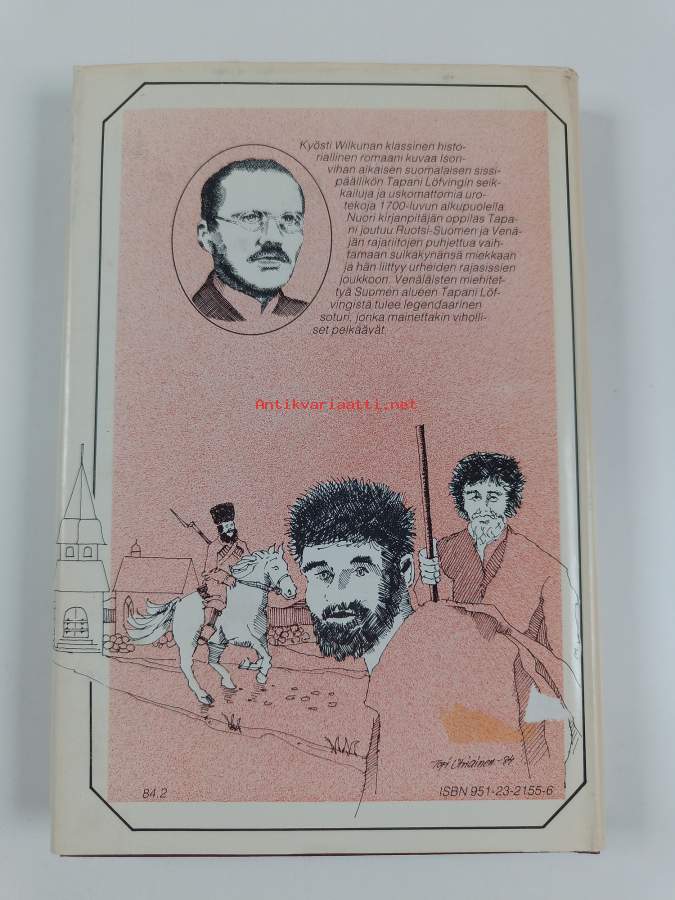 Kyösti Wilkunan klassinen histo-
riallinen romaani kuvaa Ison-
vihan aikaisen suomalaisen sissi-
päällikön Tapani Löfvingin seik-
kailuja ja uskomattomia uro-
tekoja 1700-luvun alkupuolella.
Nuori kirjanpitäjän oppilas Tapa-
ni joutuu Ruotsi-Suomen ja Venä-
jän rajariitojen puhjettua vaih-
tamaan sulkakynänsä miekkaan
ja hän liittyy urheiden rajasissien
joukkoon. Venäläisten miehitet-
tyä Suomen alueen Tapani Löf-
vingistä tulee legendaarinen
soturi, jonka mainettakin viholli-
set pelkäävät.
Antikvariaatti.net
-84
84.2
ISBN 951-23-2155-6